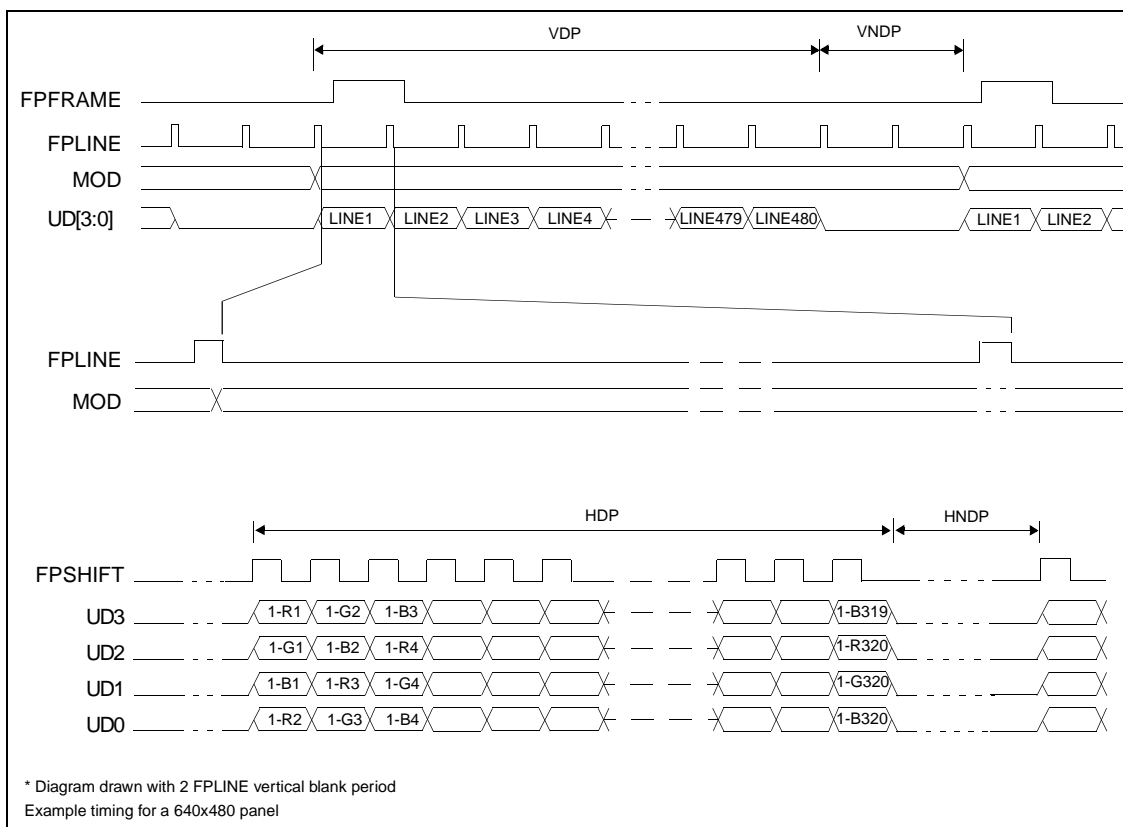 VDP VNDP
FPFRAME
FPLINE
MOD
UD[3:0] LINE1 LINE2 LINE3 LINE4 LINE479 LINE480 LINE1 LINE2
FPLINE
MOD
HDP HNDP
FPSHIFT
UD3 1-R1 1-G2 1-B3 1-B319
UD2 1-G1 1-B2 1-R4 1-R320
UD1 1-B1 1-R3 1-G4 1-G320
UD0 1-R2 1-G3 1-B4 1-B320
* Diagram drawn with 2 FPLINE vertical blank period
Example timing for a 640x480 panel